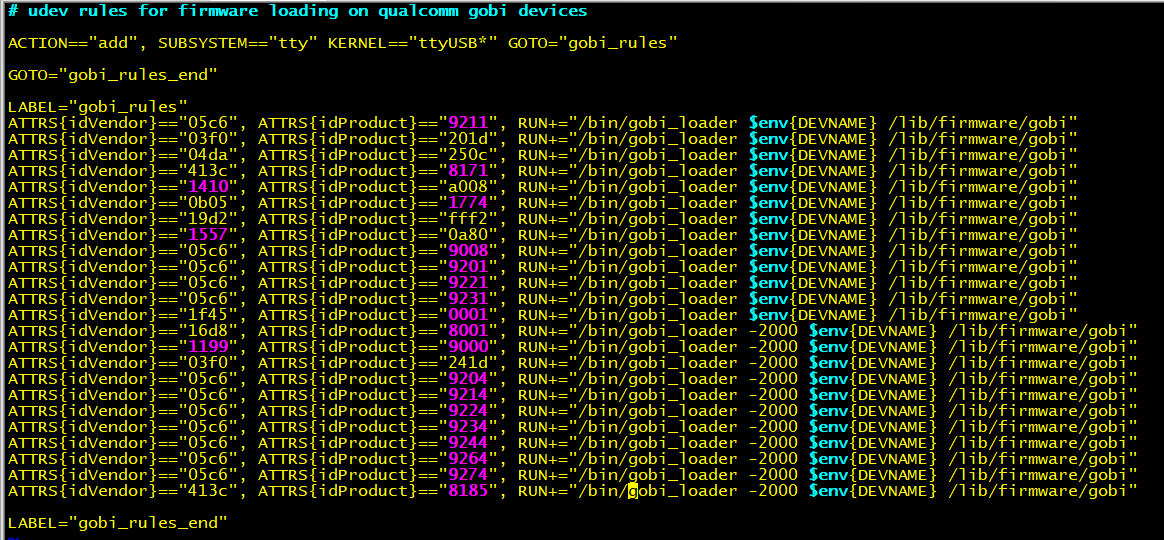 # udev rules for firmware loading on qualcomm gobi devices
ACTION=="add", SUBSYSTEM=="tty" KERNEL=="ttyUSB*" GOTO="gobi_rules"
GOTO="gobi_rules_end"
LABEL="gobi_rules"
ATTRS{idVendor}=="05c6", ATTRS{idProduct}=="9211", RUN+="/bin/gobi_loader $env{DEVNAME} /lib/firmware/gobi"
ATTRS{idVendor}=="03f0", ATTRS{idProduct}=="201d", RUN+="/bin/gobi_loader $env{DEVNAME} /lib/firmware/gobi"
ATTRS{idVendor}=="04da", ATTRS{idProduct}=="250c", RUN+="/bin/gobi_loader $env{DEVNAME} /lib/firmware/gobi"
ATTRS{idVendor}=="413c", ATTRS{idProduct}=="8171", RUN+="/bin/gobi_loader $env{DEVNAME} /lib/firmware/gobi"
ATTRS{idVendor}=="1410", ATTRS{idProduct}=="a008", RUN+="/bin/gobi_loader $env{DEVNAME} /lib/firmware/gobi"
ATTRS{idVendor}=="0b05", ATTRS{idProduct}=="1774", RUN+="/bin/gobi_loader $env{DEVNAME} /lib/firmware/gobi"
ATTRS{idVendor}=="19d2", ATTRS{idProduct}=="fff2", RUN+="/bin/gobi_loader $env{DEVNAME} /lib/firmware/gobi"
ATTRS{idVendor}=="1557", ATTRS{idProduct}=="0a80", RUN+="/bin/gobi_loader $env{DEVNAME} /lib/firmware/gobi"
ATTRS{idVendor}=="05c6", ATTRS{idProduct}=="9008", RUN+="/bin/gobi_loader $env{DEVNAME} /lib/firmware/gobi"
ATTRS{idVendor}=="05c6", ATTRS{idProduct}=="9201", RUN+="/bin/gobi_loader $env{DEVNAME} /lib/firmware/gobi"
ATTRS{idVendor}=="05c6", ATTRS{idProduct}=="9221", RUN+="/bin/gobi_loader $env{DEVNAME} /lib/firmware/gobi"
ATTRS{idVendor}=="05c6", ATTRS{idProduct}=="9231", RUN+="/bin/gobi_loader $env{DEVNAME} /lib/firmware/gobi"
ATTRS{idVendor}=="1f45", ATTRS{idProduct}=="0001", RUN+="/bin/gobi_loader $env{DEVNAME} /lib/firmware/gobi"
ATTRS{idVendor}=="16d8", ATTRS{idProduct}=="8001", RUN+="/bin/gobi_loader -2000 $env{DEVNAME} /lib/firmware/gobi"
ATTRS{idVendor}=="1199", ATTRS{idProduct}=="9000", RUN+="/bin/gobi_loader -2000 $env{DEVNAME} /lib/firmware/gobi"
ATTRS{idVendor}=="03f0", ATTRS{idProduct}=="241d", RUN+="/bin/gobi_loader -2000 $env{DEVNAME} /lib/firmware/gobi"
ATTRS{idVendor}=="05c6", ATTRS{idProduct}=="9204", RUN+="/bin/gobi_loader -2000 $env{DEVNAME} /lib/firmware/gobi"
ATTRS{idVendor}=="05c6", ATTRS{idProduct}=="9214", RUN+="/bin/gobi_loader -2000 $env{DEVNAME} /lib/firmware/gobi"
ATTRS{idVendor}=="05c6", ATTRS{idProduct}=="9224", RUN+="/bin/gobi_loader -2000 $env{DEVNAME} /lib/firmware/gobi"
ATTRS{idVendor}=="05c6", ATTRS{idProduct}=="9234", RUN+="/bin/gobi_loader -2000 $env{DEVNAME} /lib/firmware/gobi"
ATTRS{idVendor}=="05c6", ATTRS{idProduct}=="9244", RUN+="/bin/gobi_loader -2000 $env{DEVNAME} /lib/firmware/gobi"
ATTRS{idVendor}=="05c6", ATTRS{idProduct}=="9264", RUN+="/bin/gobi_loader -2000 $env{DEVNAME} /lib/firmware/gobi"
ATTRS{idVendor}=="05c6", ATTRS{idProduct}=="9274", RUN+="/bin/gobi_loader -2000 $env{DEVNAME} /lib/firmware/gobi"
ATTRS{idVendor}=="413c", ATTRS{idProduct}=="8185", RUN+="/bin/gobi_loader -2000 $env{DEVNAME} /lib/firmware/gobi"
LABEL="gobi_rules_end"